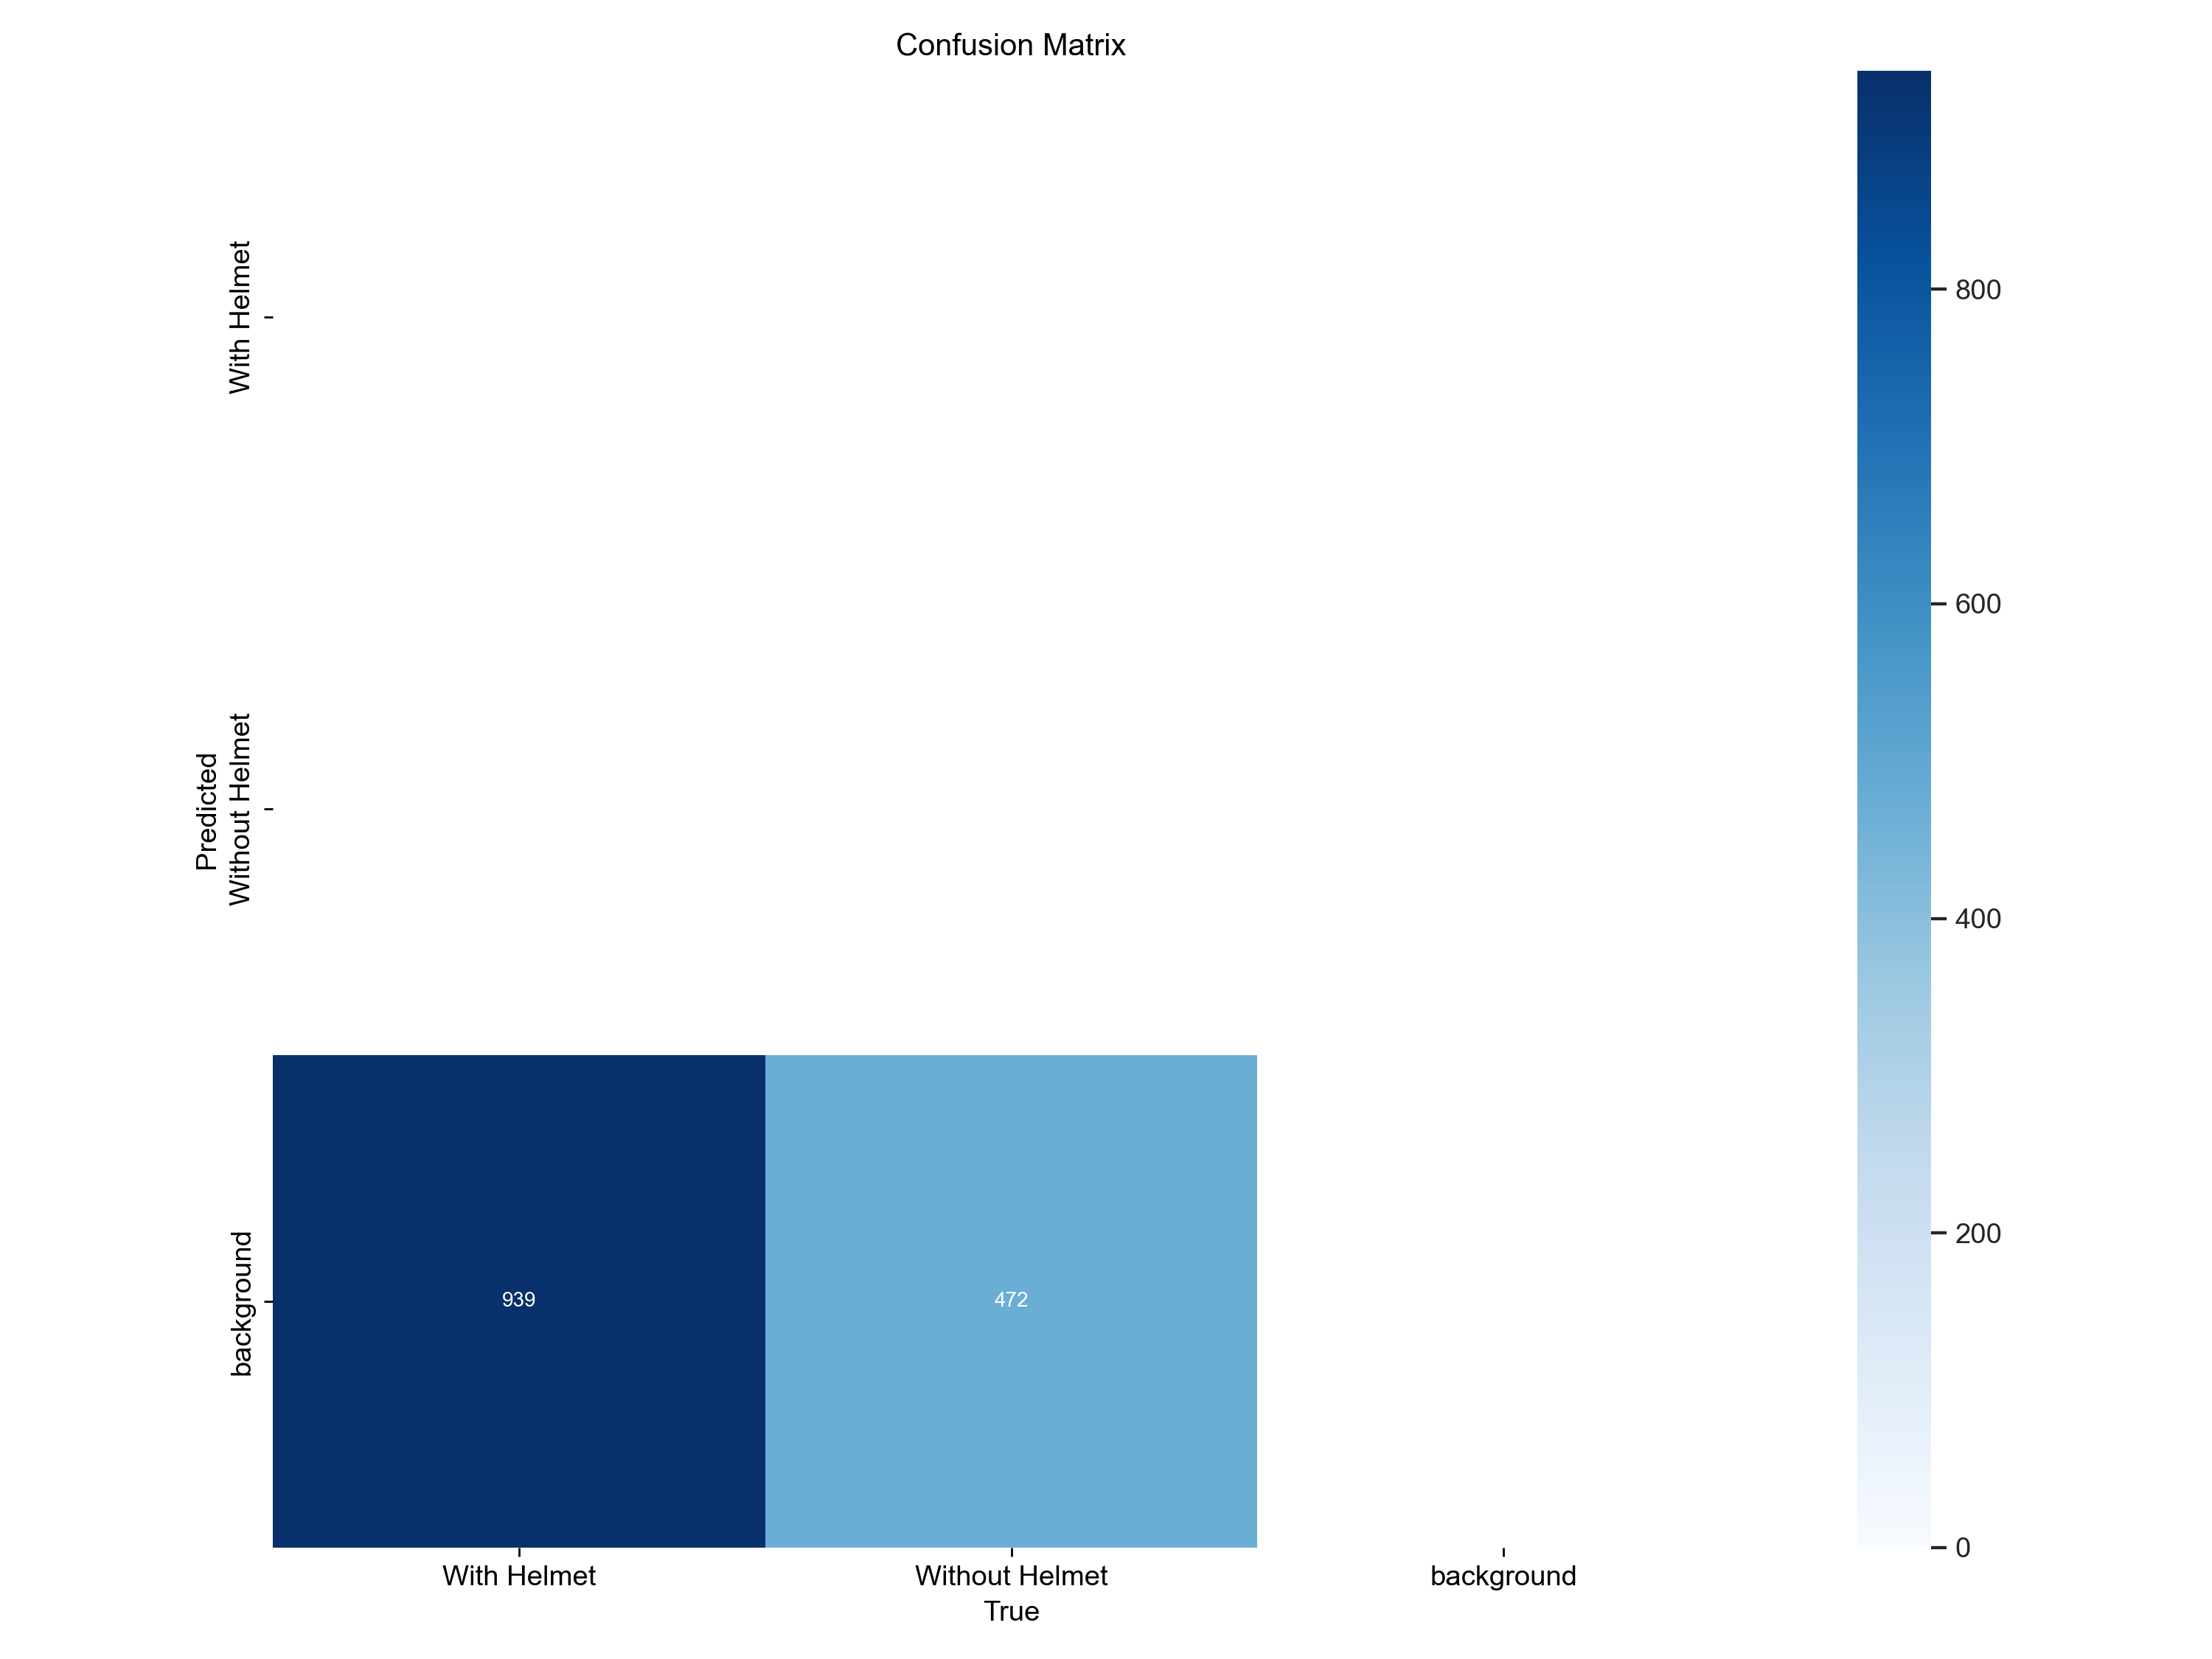 Confusion Matrix
With Helmet
Predicted
Without Helmet
background
939
472
With Helmet
Without Helmet
background
True
800
600
400
200
0